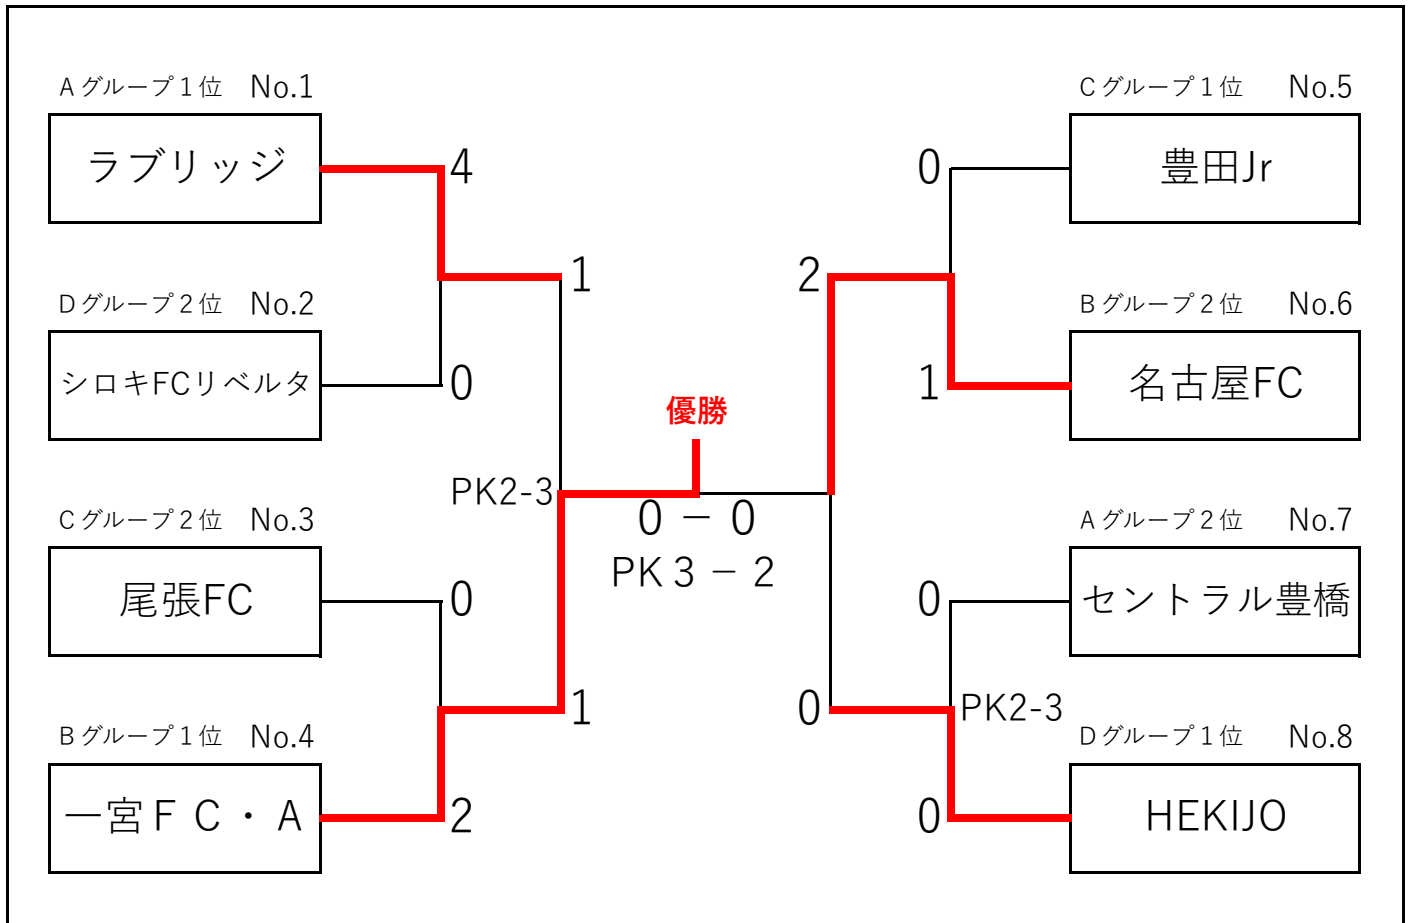 Aグループ1位 No.1
ラブリッジ
4
Dグループ2位 No.2
シロキFCリベルタ
0
1
Cグループ2位 No.3
尾張FC
0
Bグループ1位 No.4
一宮ＦＣ・A
2
1
PK2-3
優勝
0－0
PK3－2
Cグループ1位 No.5
豊田Jr
0
Bグループ2位 No.6
名古屋FC
1
2
Aグループ2位 No.7
セントラル豊橋
0
PK2-3
Dグループ1位 No.8
HEKIJO
0
0